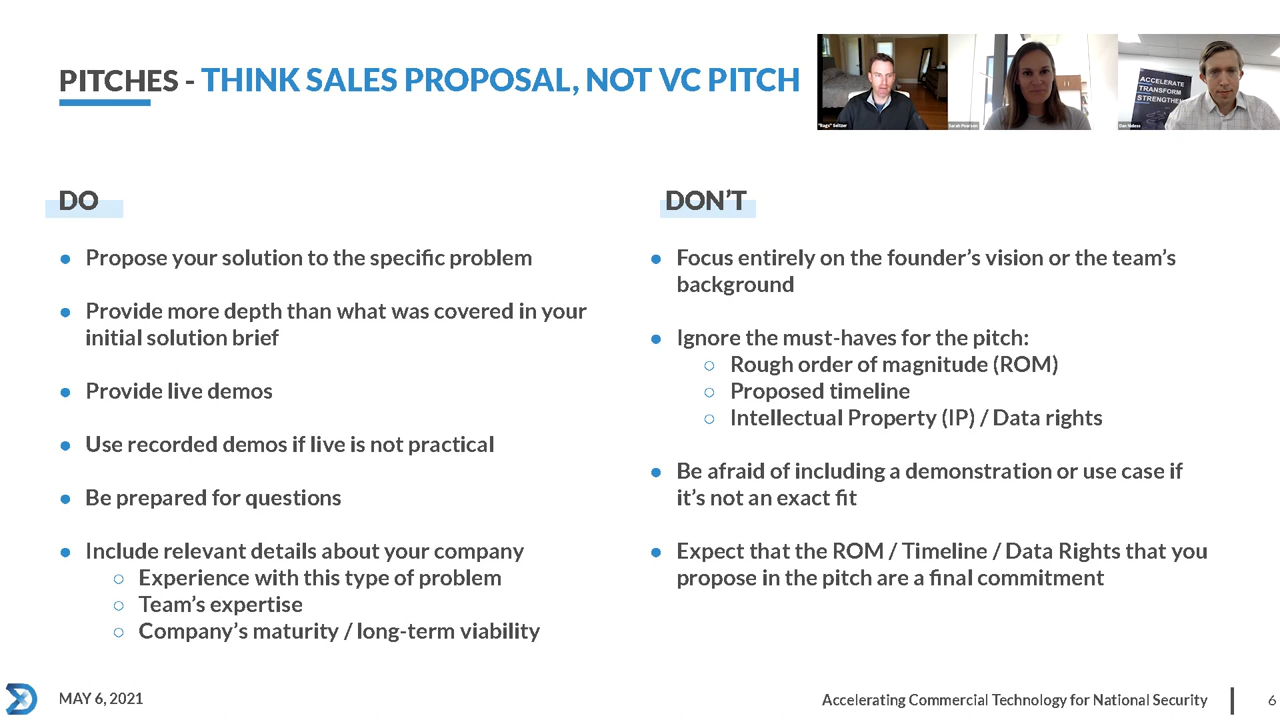 PITCHES - THINK SALES PROPOSAL, NOT VC PITCH
ACCELERATE
TRANSFORM
STRENGTHEN
"Rags" Seltzer
Sarah Pearson
Dan Nidess
DO
● Propose your solution to the specific problem
● Provide more depth than what was covered in your
initial solution brief
● Provide live demos
● Use recorded demos if live is not practical
● Be prepared for questions
● Include relevant details about your company
○ Experience with this type of problem
○ Team's expertise
○ Company's maturity / long-term viability
DON'T
● Focus entirely on the founder's vision or the team's
background
● Ignore the must-haves for the pitch:
○ Rough order of magnitude (ROM)
○ Proposed timeline
○ Intellectual Property (IP) / Data rights
● Be afraid of including a demonstration or use case if
it's not an exact fit
● Expect that the ROM / Timeline / Data Rights that you
propose in the pitch are a final commitment
MAY 6, 2021
Accelerating Commercial Technology for National Security
6